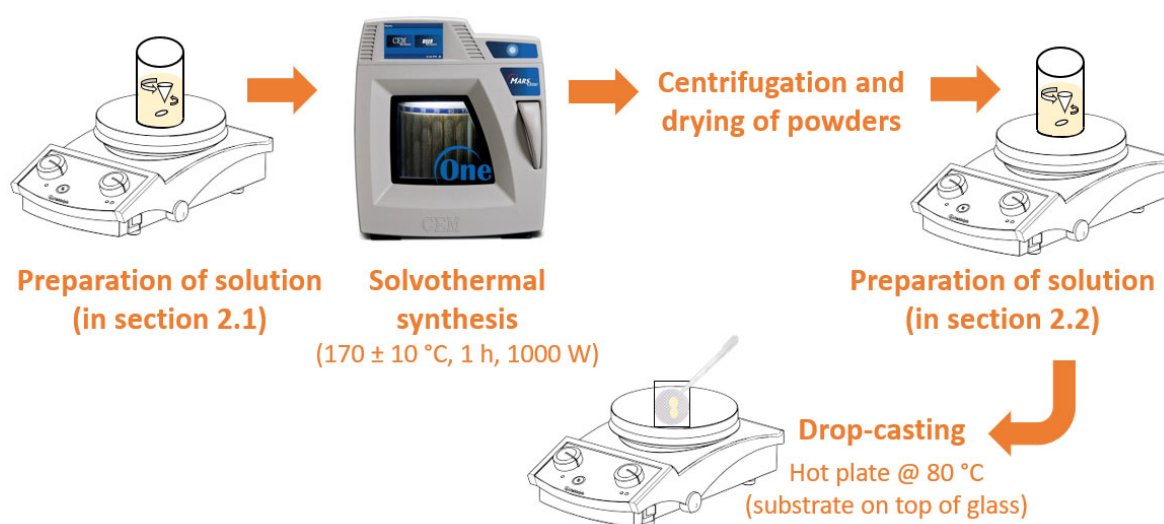 Preparation of solution
(in section 2.1)
Solvothermal
synthesis
(170 ± 10 °C, 1 h, 1000 W)
Centrifugation and
drying of powders
Preparation of solution
(in section 2.2)
Drop-casting
Hot plate @ 80 °C
(substrate on top of glass)
CEM
MARS
One
CEM